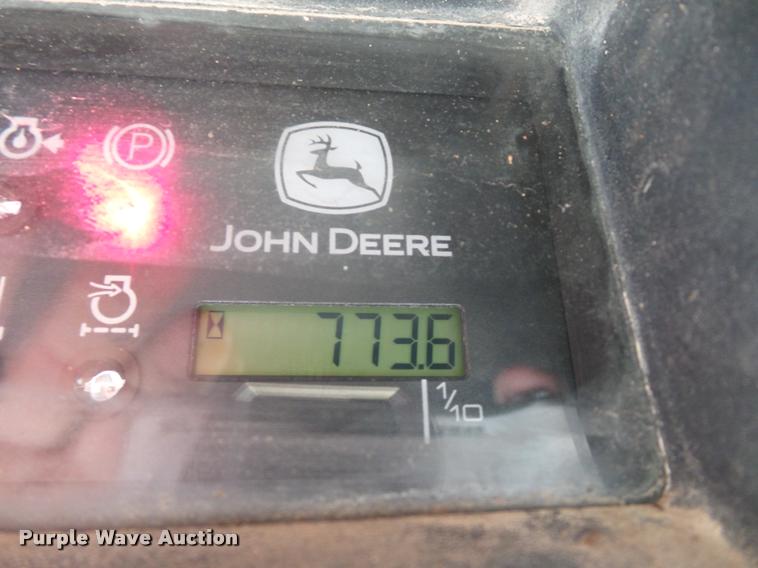 P
JOHN DEERE
773.6
1/10
Purple Wave Auction